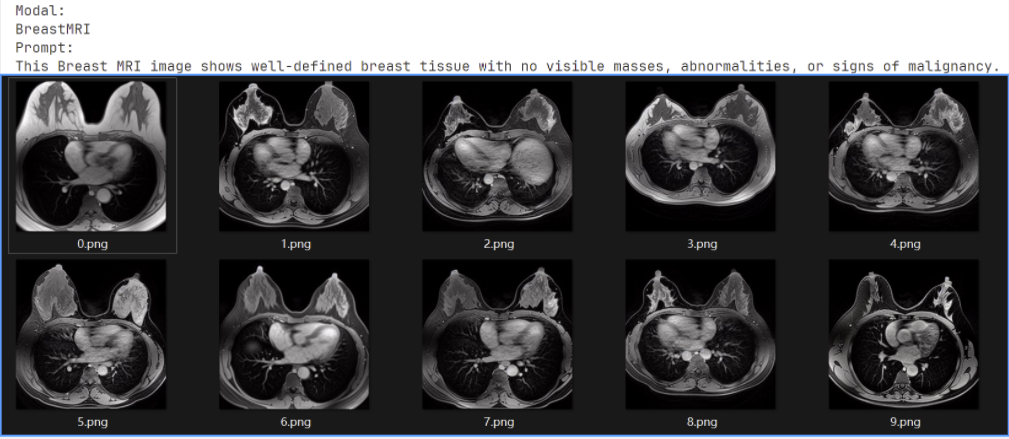 Modal:
BreastMRI
Prompt:
This Breast MRI image shows well-defined breast tissue with no visible masses, abnormalities, or signs of malignancy.
0.png
1.png
2.png
3.png
4.png
5.png
6.png
7.png
8.png
9.png